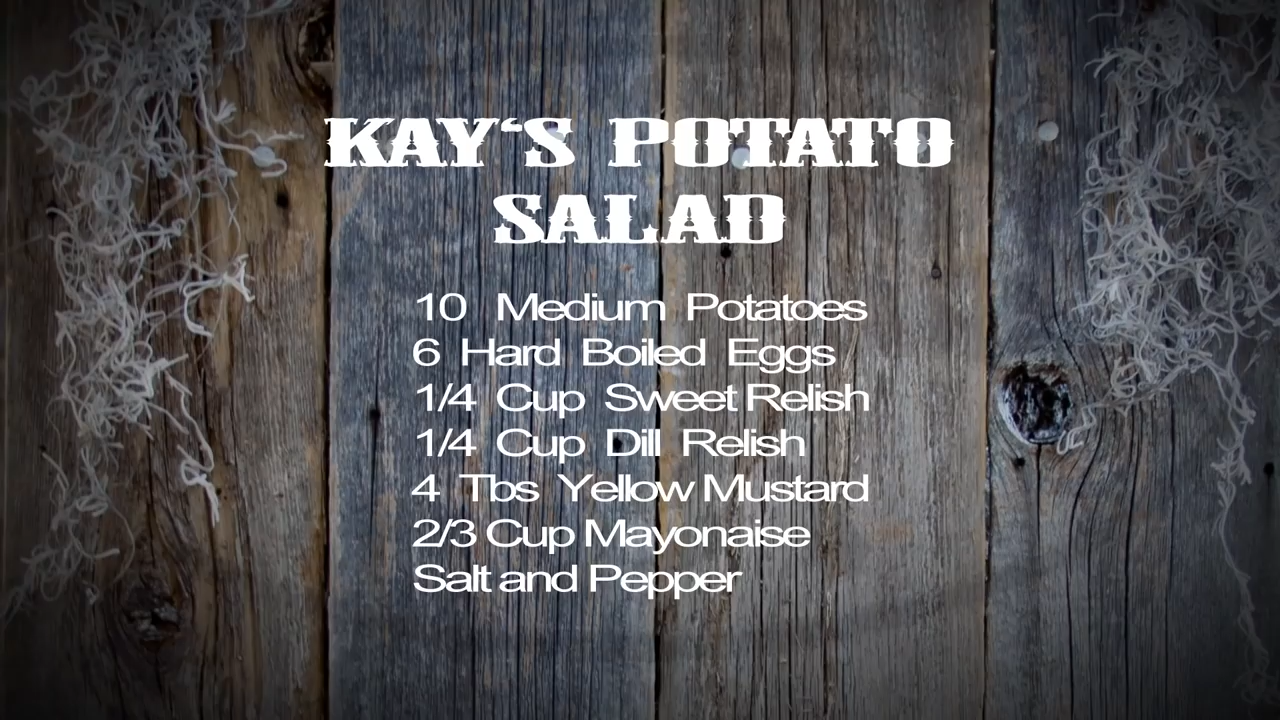 KAY‘S POTATO
SALAD
10 Medium Potatoes
6 Hard Boiled Eggs
1/4 Cup Sweet Relish
1/4 Cup Dill Relish
4 Tbs Yellow Mustard
2/3 Cup Mayonaise
Salt and Pepper